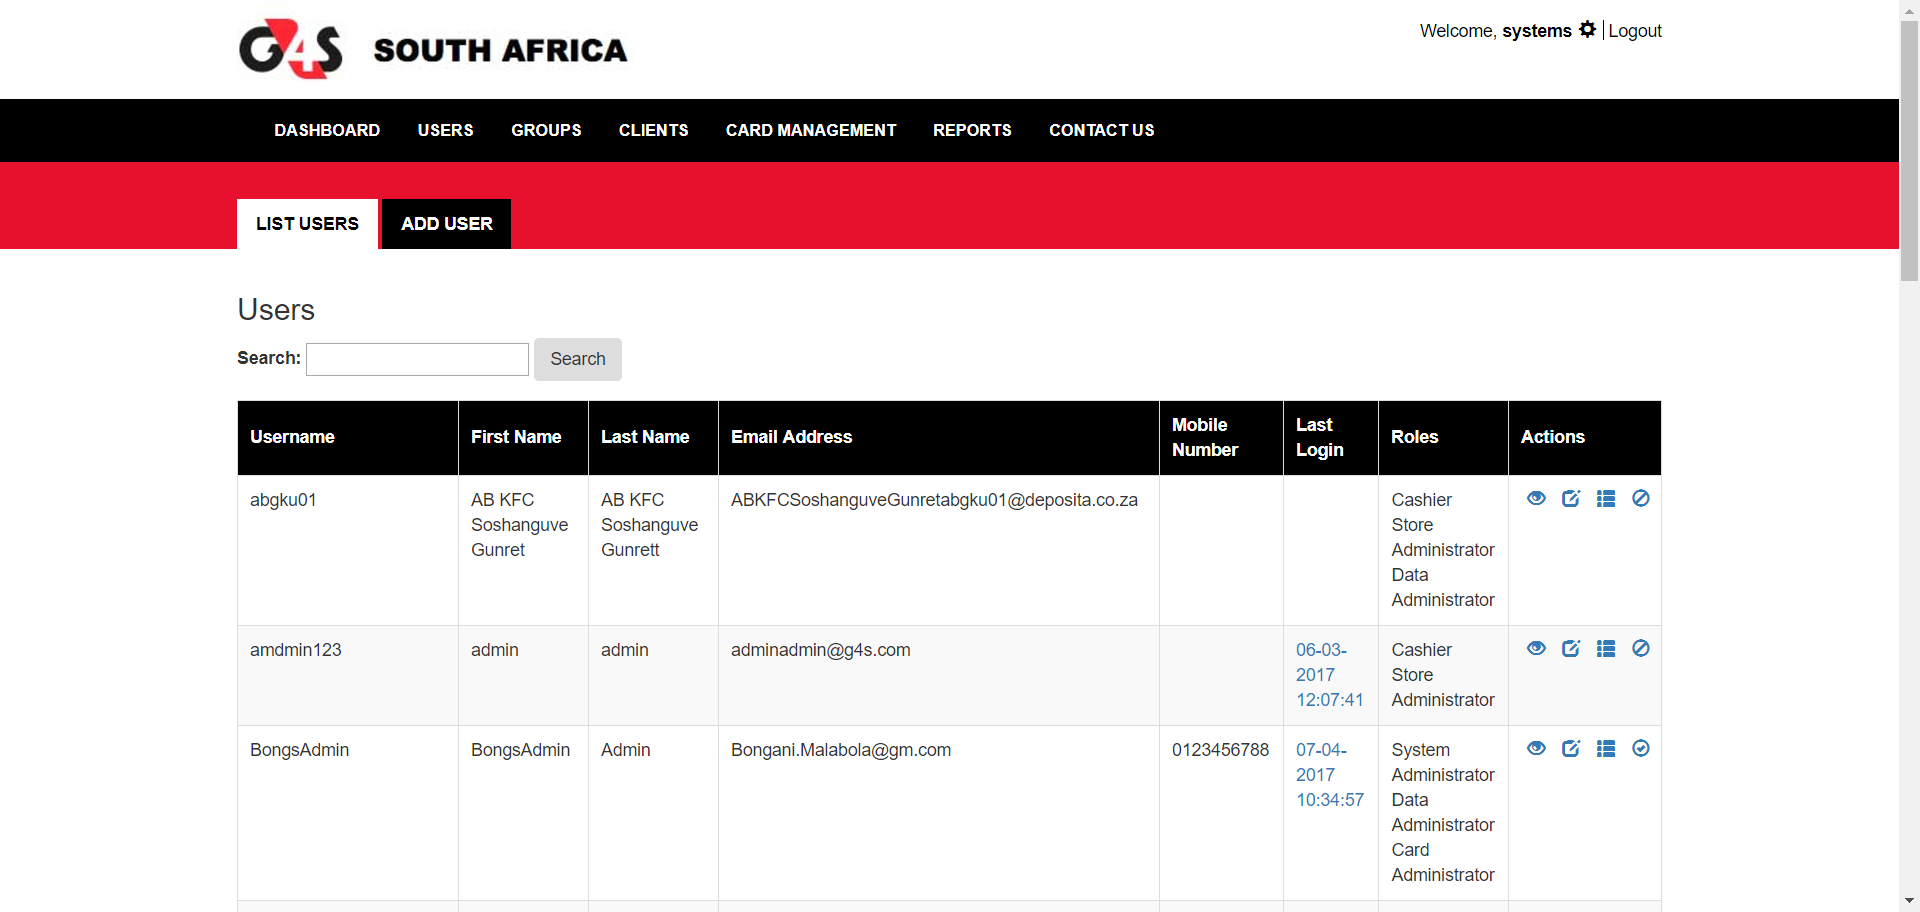 G4S SOUTH AFRICA
Welcome, systems | Logout
DASHBOARD USERS GROUPS CLIENTS CARD MANAGEMENT REPORTS CONTACT US
LIST USERS ADD USER
Users
Search: Search
Username First Name Last Name Email Address Mobile Number Last Login Roles Actions
abgku01
AB KFC
Soshanguve
Gunret
AB KFC
Soshanguve
Gunrett
ABKFCSoshanguveGunretabgku01@deposita.co.za
Cashier
Store
Administrator
Data
Administrator
amdmin123
admin
admin
adminadmin@g4s.com
06-03-
2017
12:07:41
Cashier
Store
Administrator
BongsAdmin
BongsAdmin
Admin
Bongani.Malabola@gm.com
0123456788
07-04-
2017
10:34:57
System
Administrator
Data
Administrator
Card
Administrator